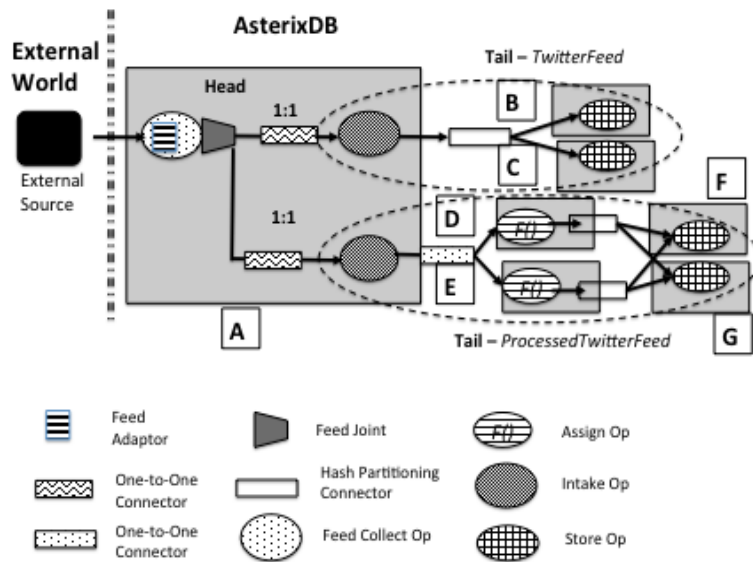 AsterixDB
External
World
Tail – TwitterFeed
Head
1:1
B
External
Source
C
F
1:1
D
F()
E
F()
A
G
Tail – ProcessedTwitterFeed
Feed
Adaptor
Feed Joint
F()
Assign Op
One-to-One
Connector
Hash Partitioning
Connector
Intake Op
One-to-One
Connector
Feed Collect Op
Store Op